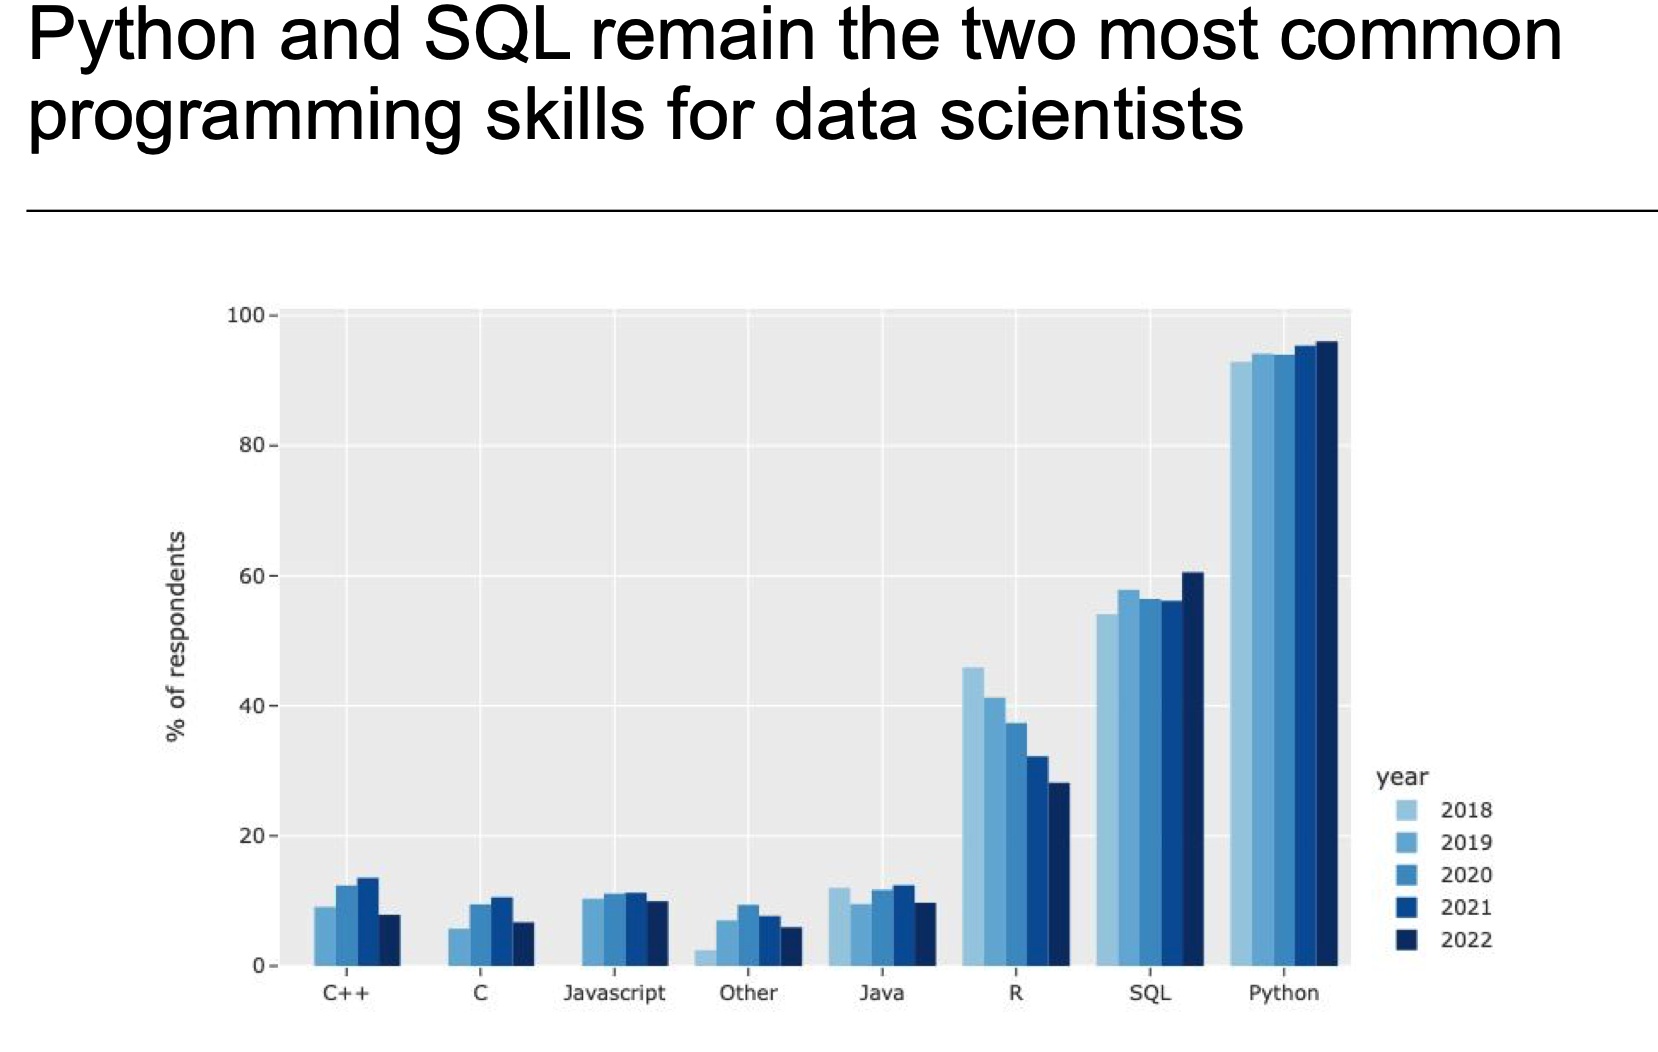 Python and SQL remain the two most common
programming skills for data scientists
100
80
60
40
20
0
% of respondents
C++ C Javascript Other Java R SQL Python
year
2018
2019
2020
2021
2022